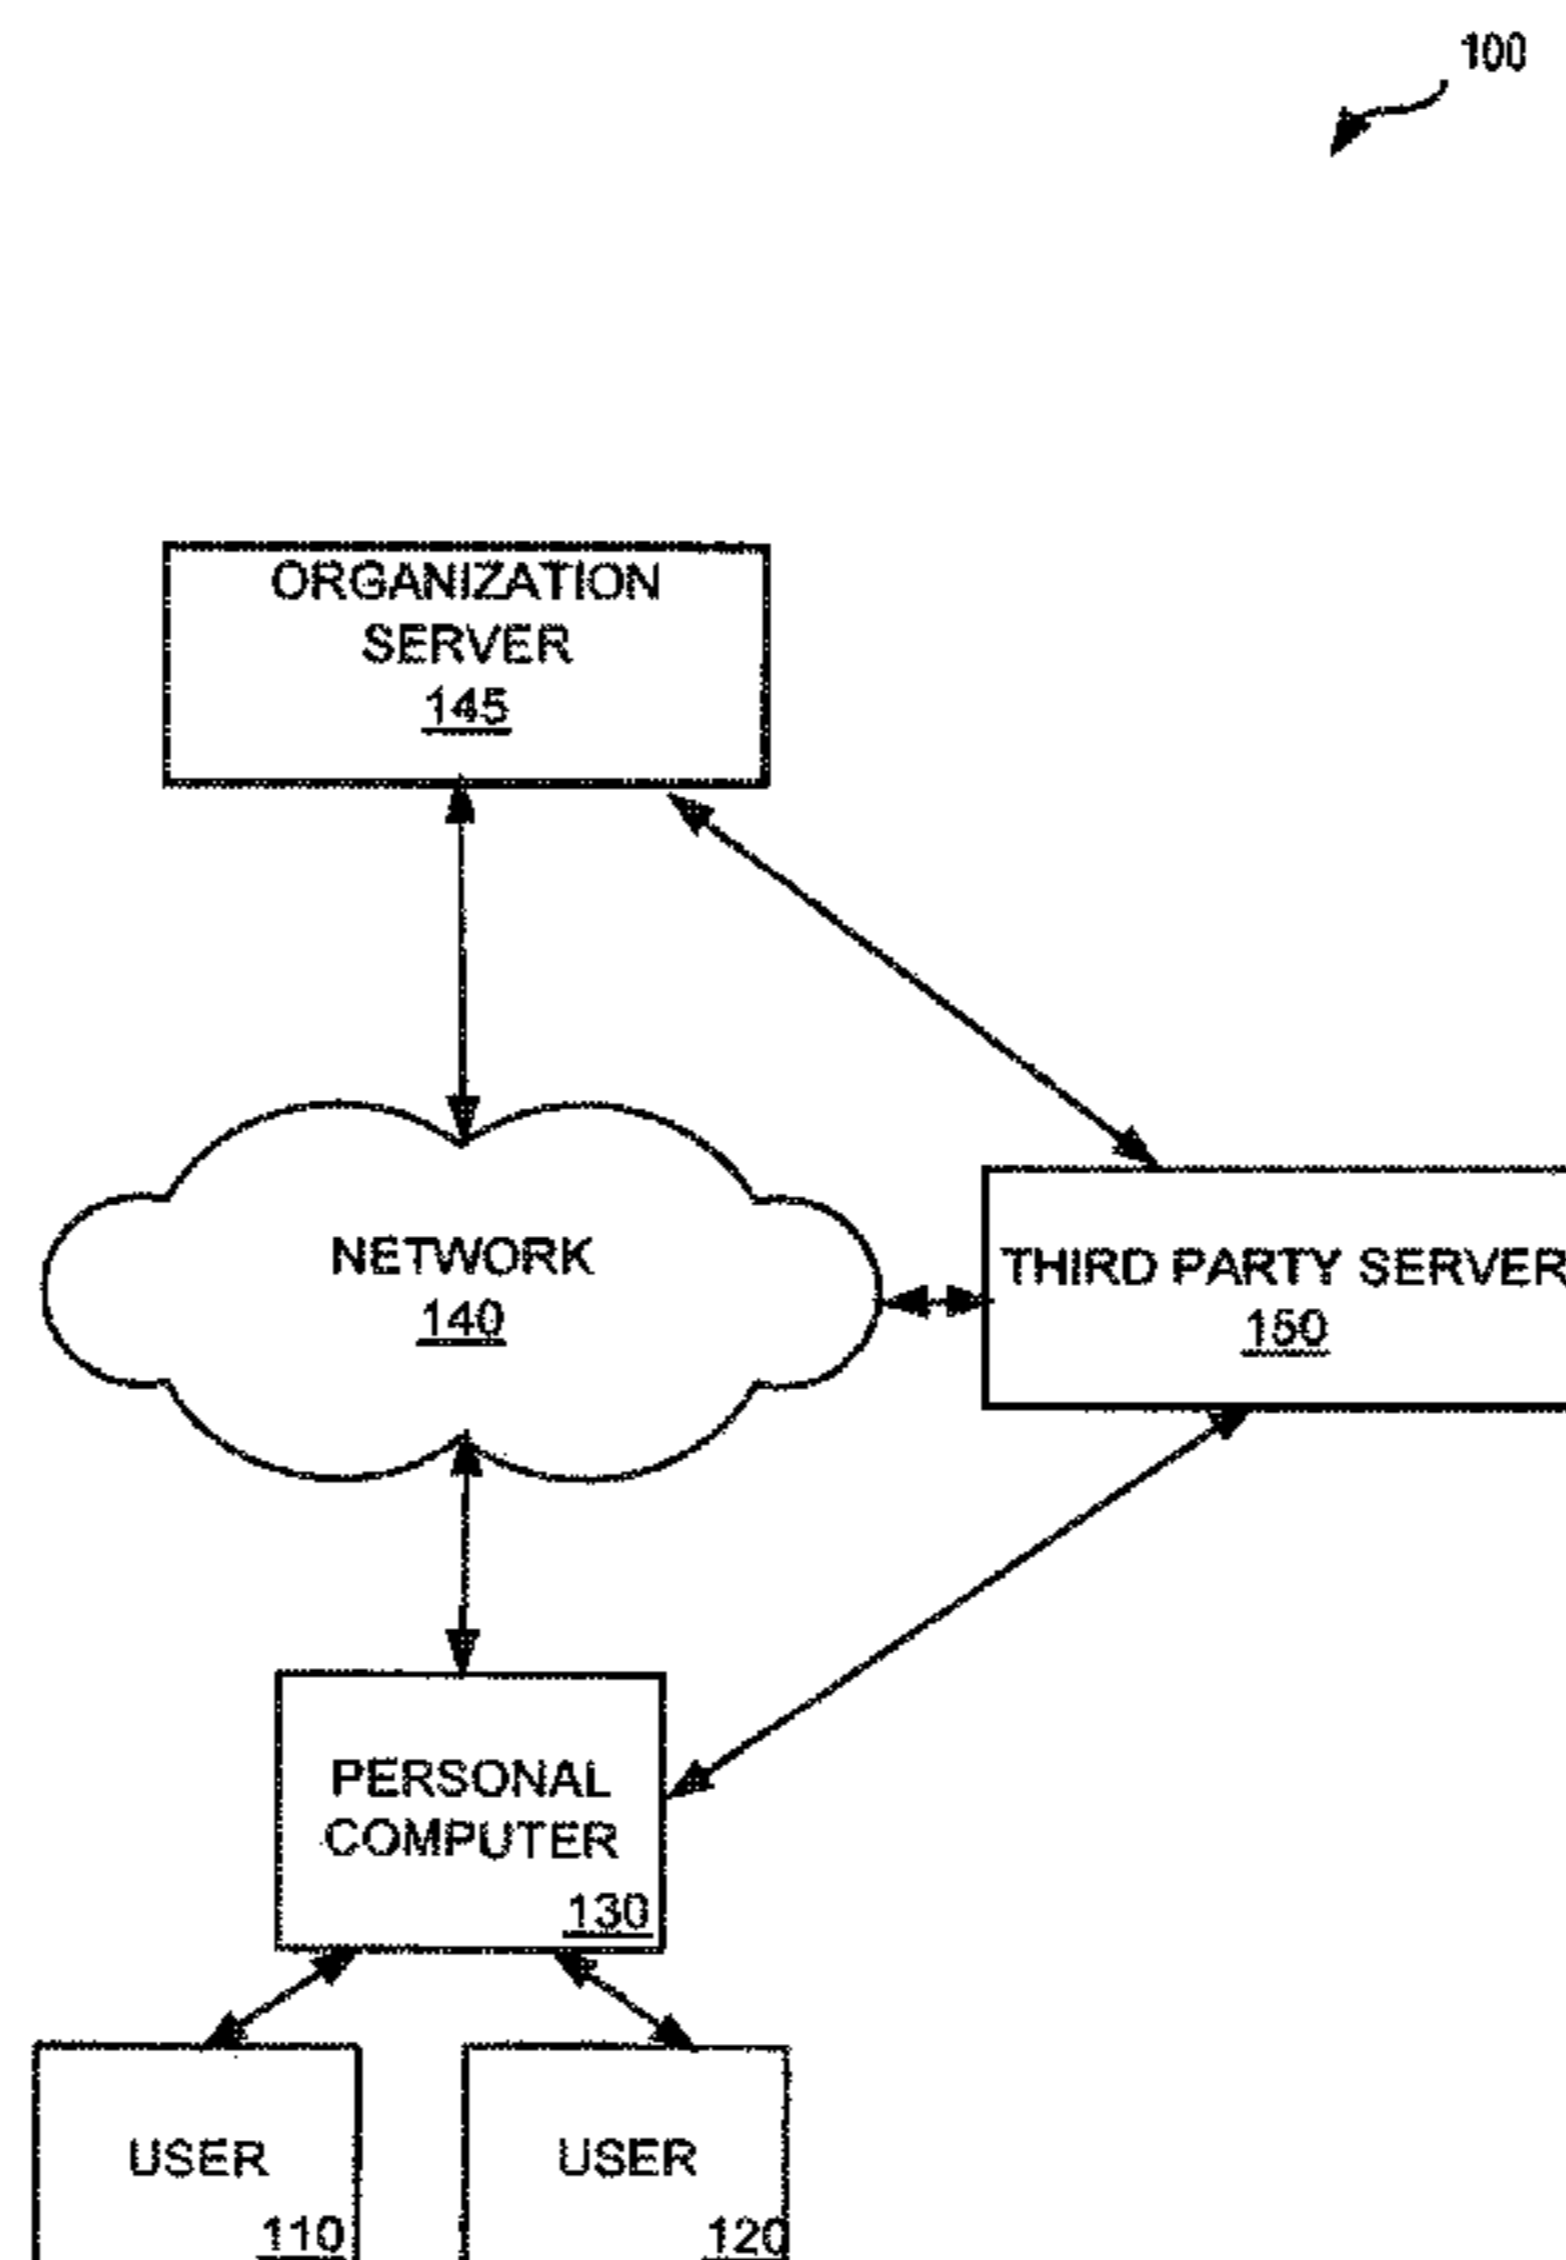 100
ORGANIZATION
SERVER
145
NETWORK
140
THIRD PARTY SERVER
150
PERSONAL
COMPUTER
130
USER
110
USER
120